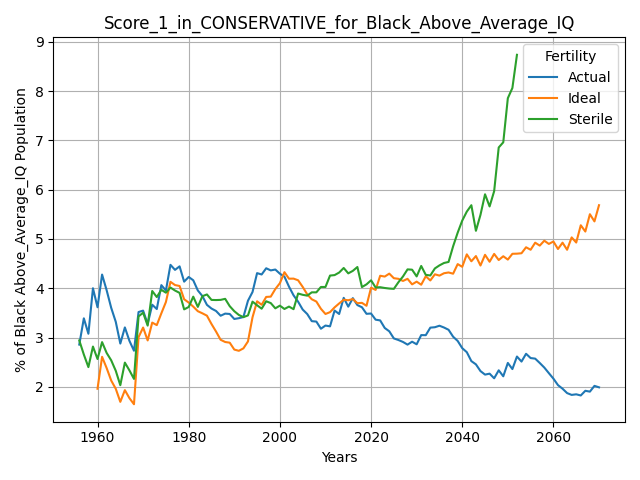 Score_1_in_CONSERVATIVE_for_Black_Above_Average_IQ
% of Black Above_Average_IQ Population
9
8
7
6
5
4
3
2
Fertility
Actual
Ideal
Sterile
1960 1980 2000 2020 2040 2060
Years